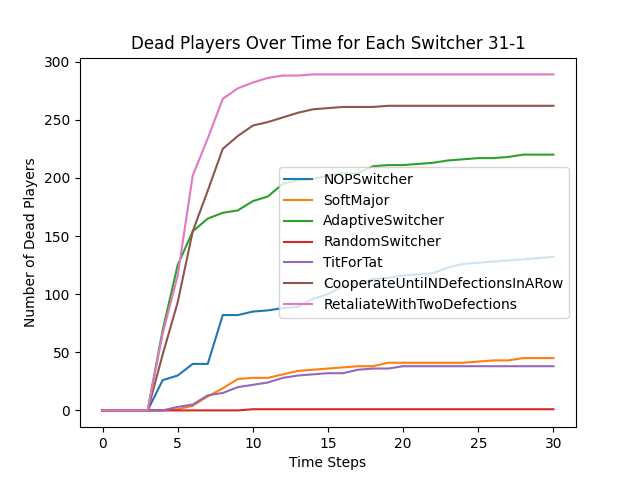 Dead Players Over Time for Each Switcher 31-1
300
250
200
150
100
50
0
Number of Dead Players
NOPSwitcher
SoftMajor
AdaptiveSwitcher
RandomSwitcher
TitForTat
CooperateUntilNDefectionsInARow
RetaliateWithTwoDefections
0 5 10 15 20 25 30
Time Steps